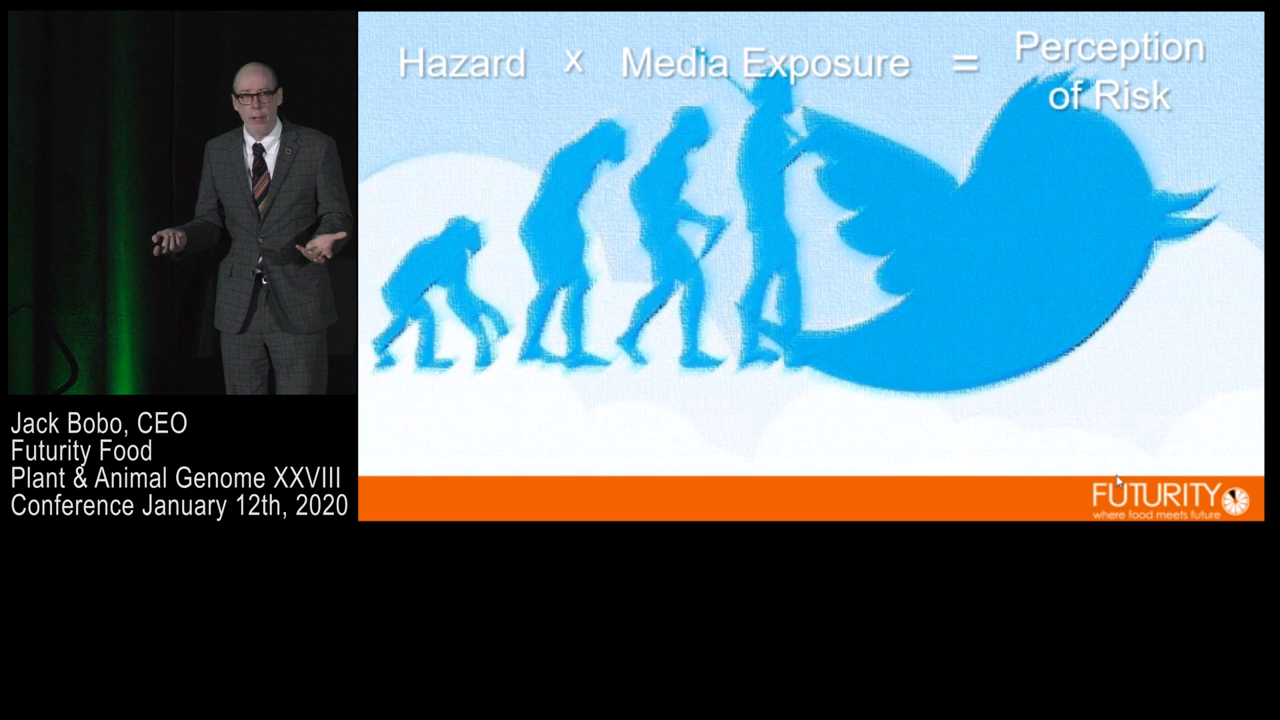 Hazard x Media Exposure = Perception
of Risk
Jack Bobo, CEO
Futurity Food
Plant & Animal Genome XXVIII
Conference January 12th, 2020
FUTURITY
where food meets future